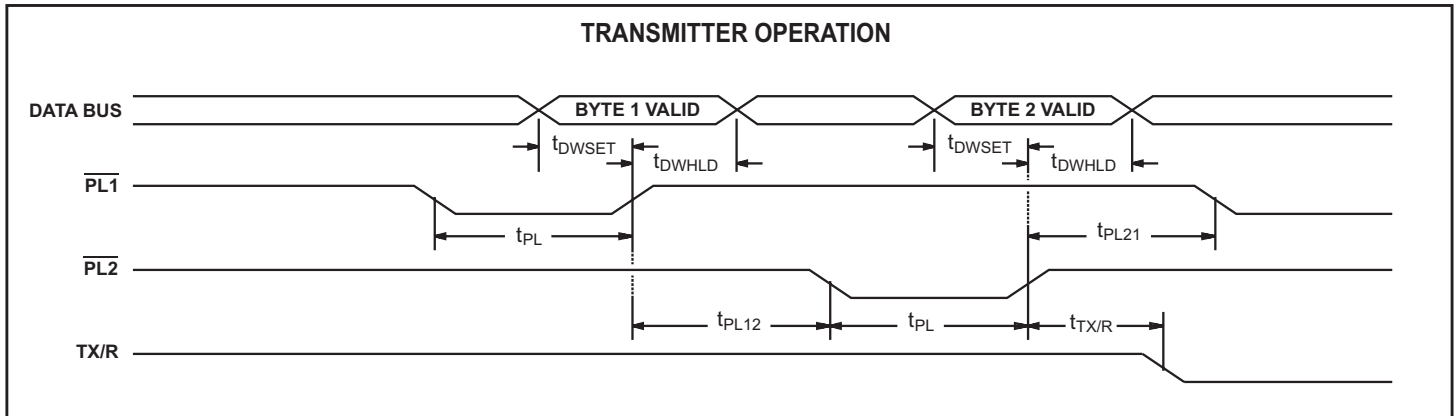 TRANSMITTER OPERATION
DATA BUS BYTE 1 VALID BYTE 2 VALID
tDWSET tDWHLD tDWSET tDWHLD
PL1
tPL tPL21
PL2
tPL12 tPL tTX/R
TX/R